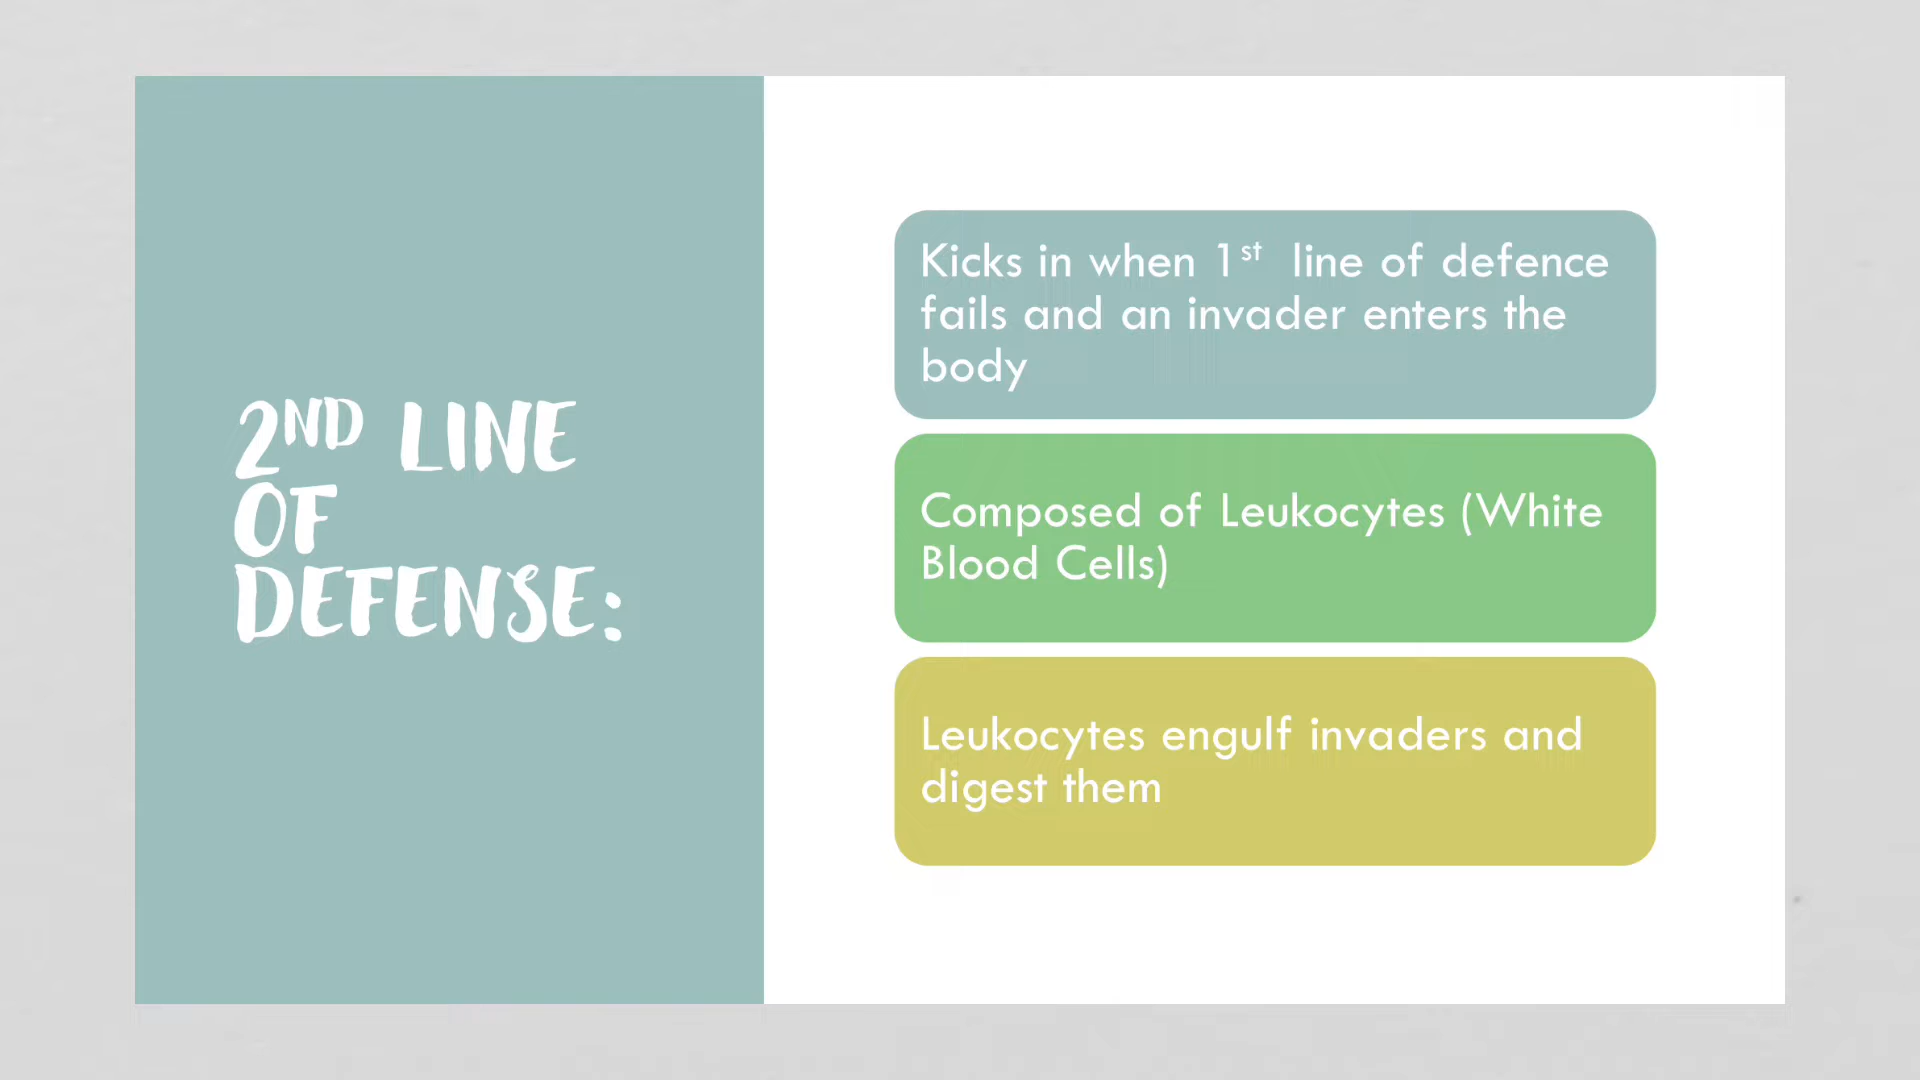 2ND LINE
OF
DEFENSE:
Kicks in when 1st line of defence
fails and an invader enters the
body
Composed of Leukocytes (White
Blood Cells)
Leukocytes engulf invaders and
digest them